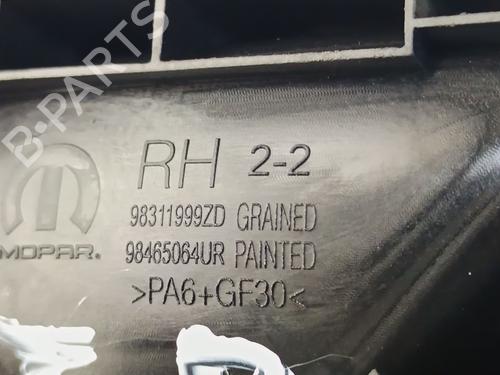 B-PARTS
RH 2-2
MOPAR®
98311999ZD GRAINED
98465064UR PAINTED
>PA6+GF30<